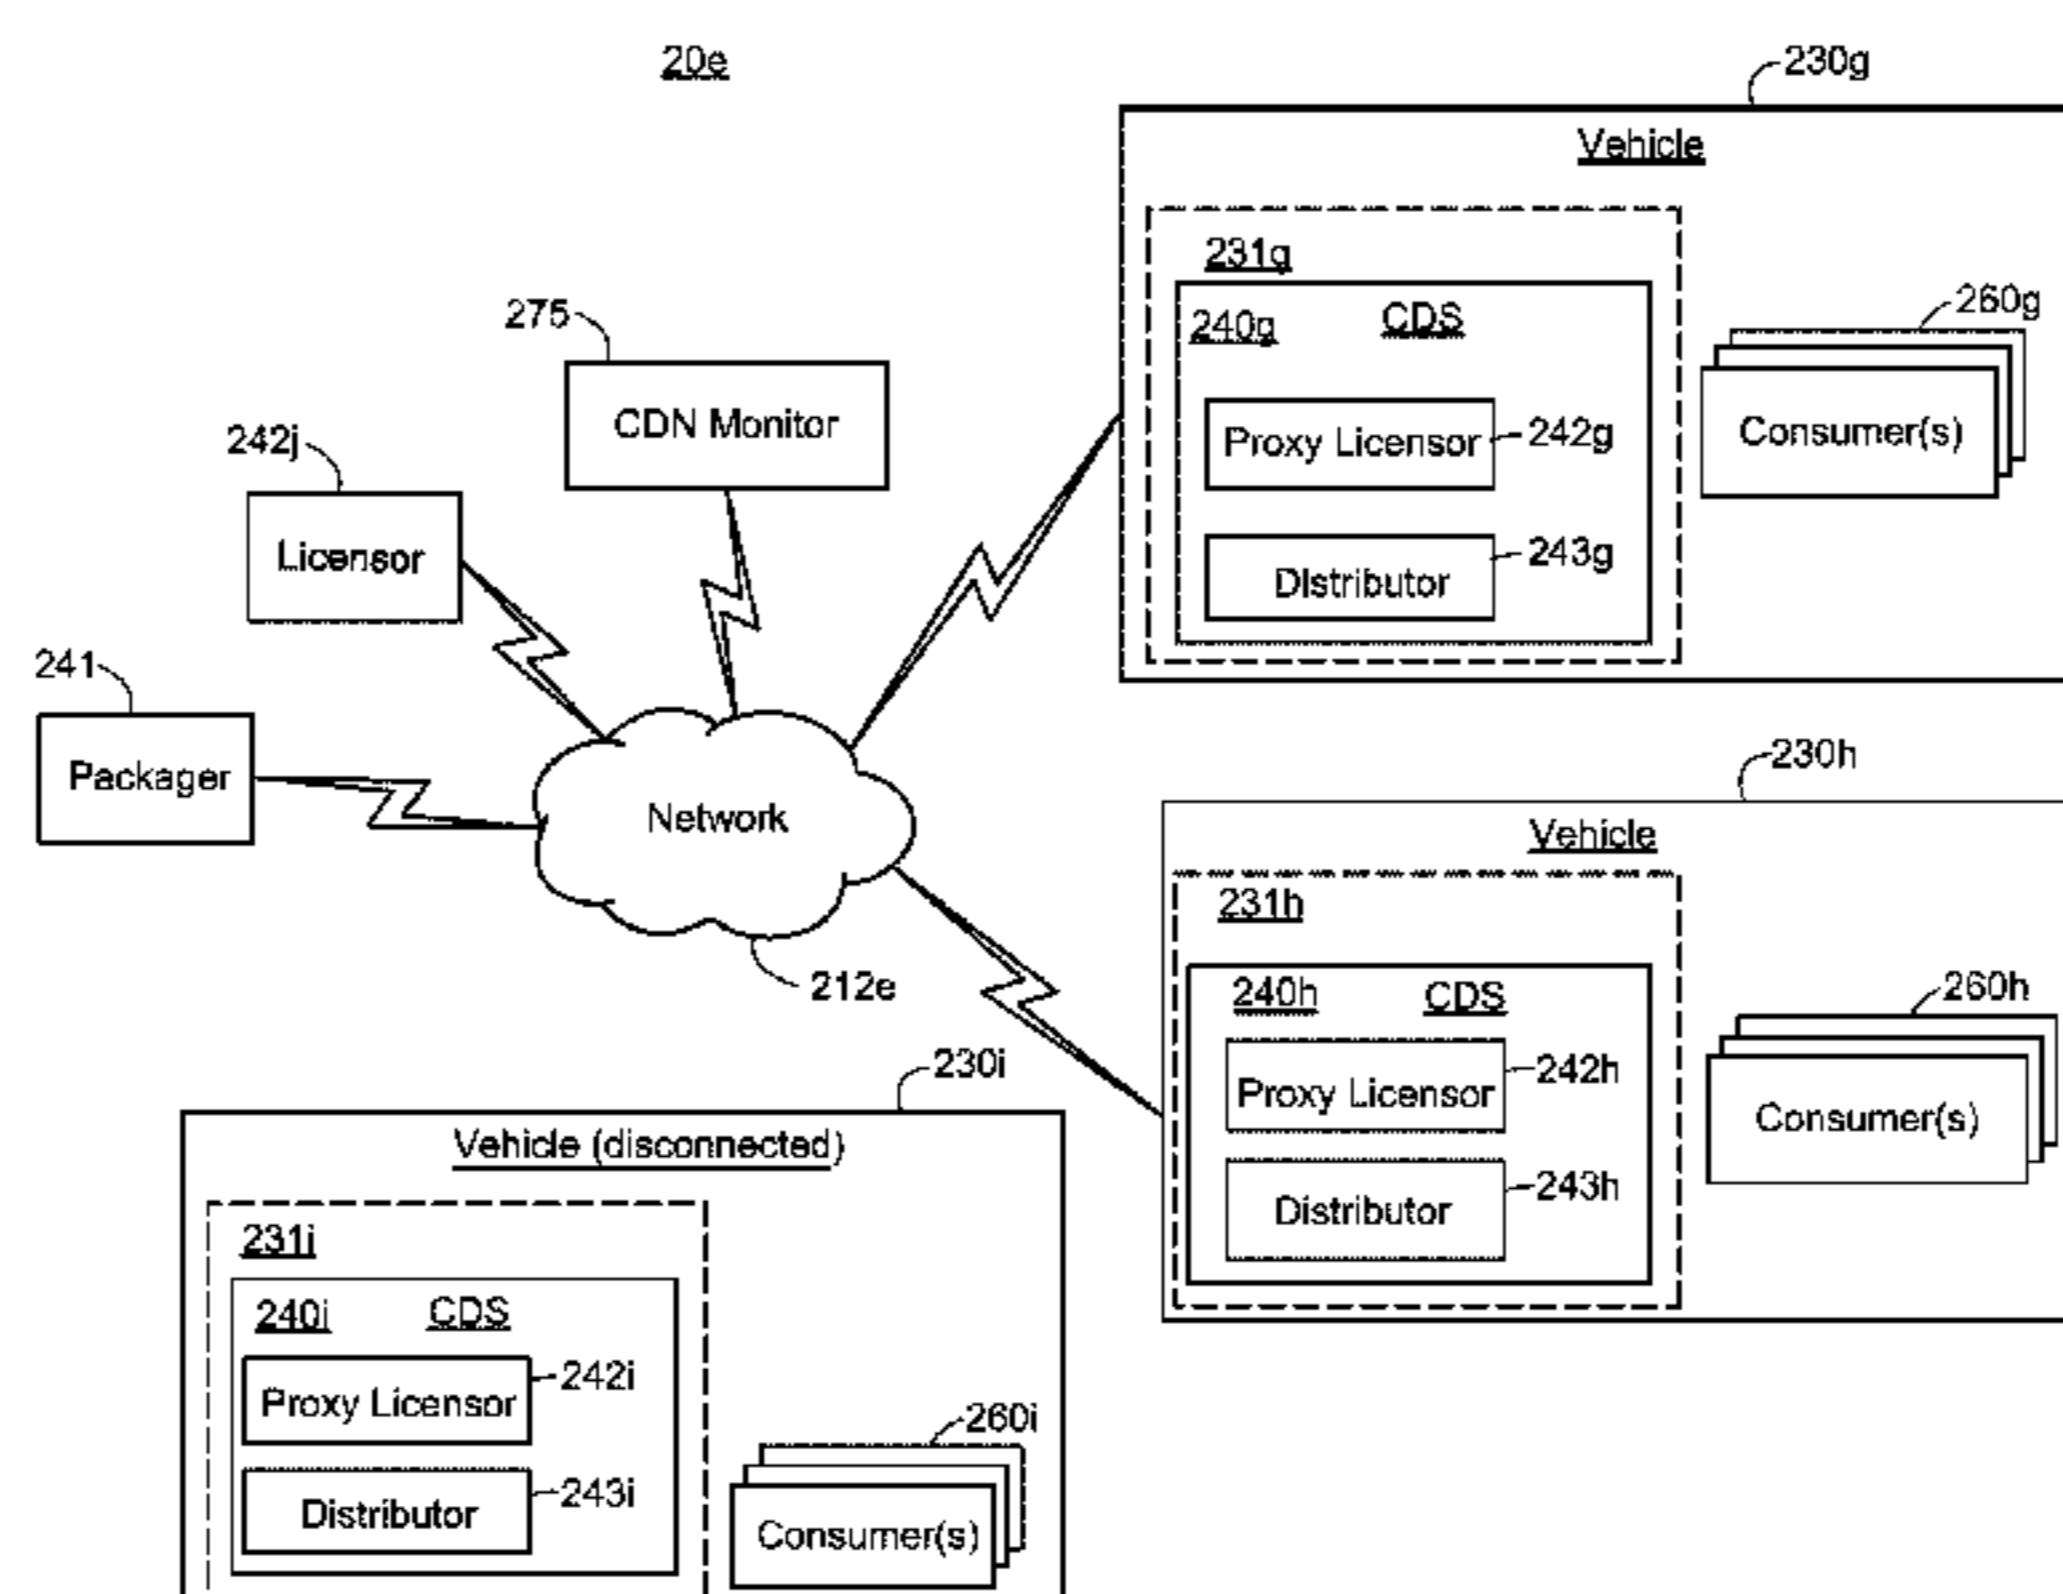 20e
230g
Vehicle
231g
240g CDS
260g
Proxy Licensor 242g
Consumer(s)
Distributor 243g
275
CDN Monitor
242j
Licensor
241
Packager
Network
212e
230h
Vehicle
231h
240h CDS
260h
Proxy Licensor 242h
Consumer(s)
Distributor 243h
230i
Vehicle (disconnected)
231i
240i CDS
Proxy Licensor 242i
260i
Distributor 243i
Consumer(s)